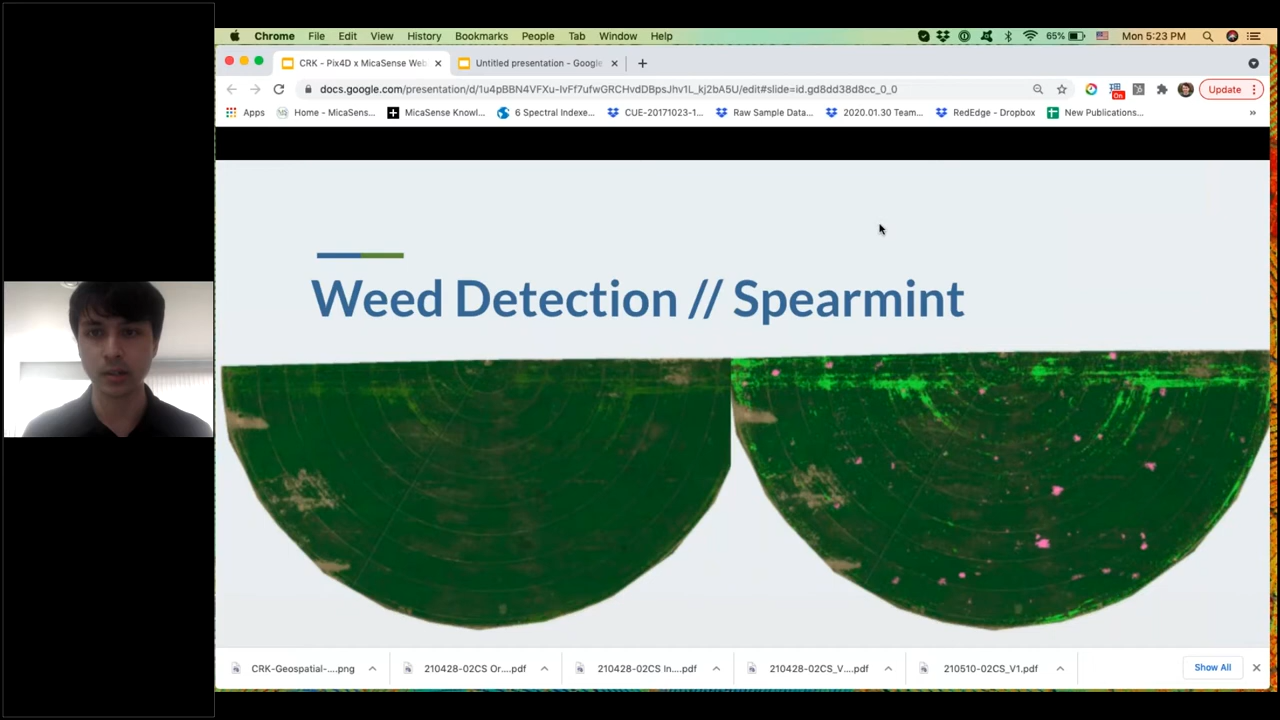 Chrome File Edit View History Bookmarks People Tab Window Help 65% Mon 5:23 PM
CRK - Pix4D x MicaSense Web Untitled presentation - Google
docs.google.com/presentation/d/1u4pBBN4VFXu-IvFf7ufwGRCHvdDBpsJhv1L_kj2bA5U/edit#slide=id.gd8dd38d8cc_0_0 On Update
Apps Home - MicaSens... MicaSense Knowl... 6 Spectral Indexe... CUE-20171023-1... Raw Sample Data... 2020.01.30 Team... RedEdge - Dropbox New Publications... »
Weed Detection // Spearmint
CRK-Geospatial-....png 210428-02CS Or....pdf 210428-02CS In....pdf 210428-02CS_V....pdf 210510-02CS_V1.pdf Show All